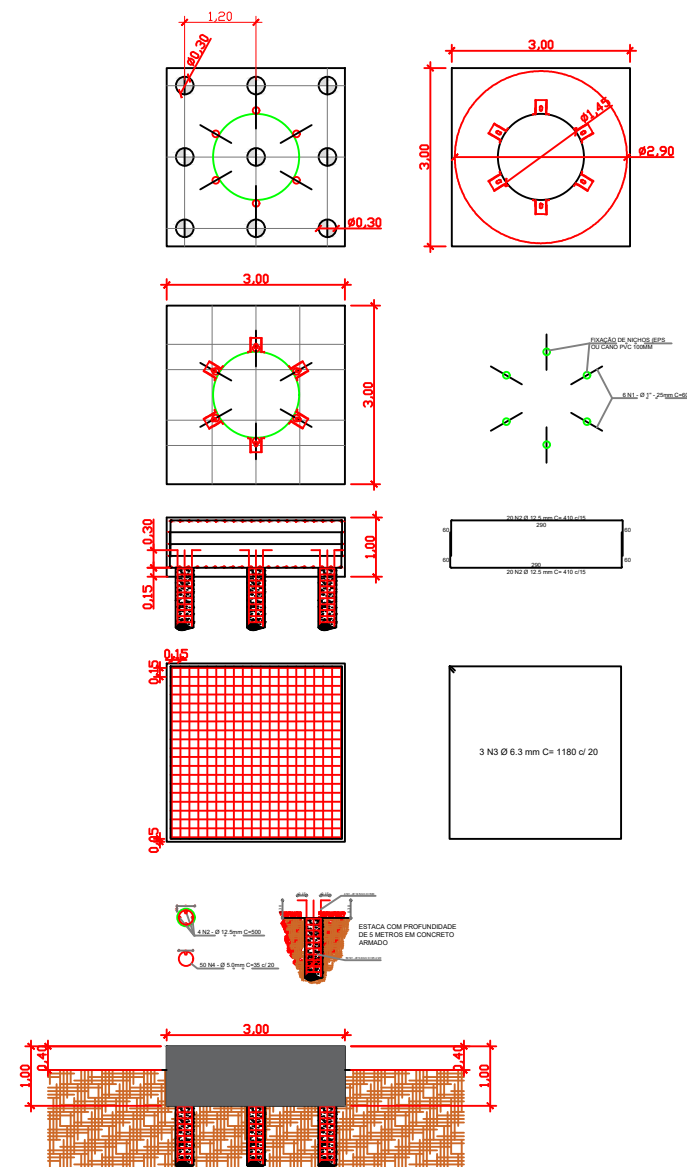 1,20
ø0,30
ø0,30
3,00
3,00
ø1,45
ø2,90
3,00
3,00
FIXAÇÃO DE NICHOS (EPS
OU CANO PVC 100MM
6 N1 - Ø 1" - 25mm C=60
0,30
0,15
1,00
20 N2 Ø 12.5 mm C= 410 c/15
290
60
60
60
60
290
20 N2 Ø 12.5 mm C= 410 c/15
0,15
0,15
0,05
3 N3 Ø 6.3 mm C= 1180 c/ 20
4 N2 - Ø 12.5mm C=500
50 N4 - Ø 5.0mm C=35 c/ 20
ESTACA COM PROFUNDIDADE
DE 5 METROS EM CONCRETO
ARMADO
3,00
1,00
0,40
0,40
1,00